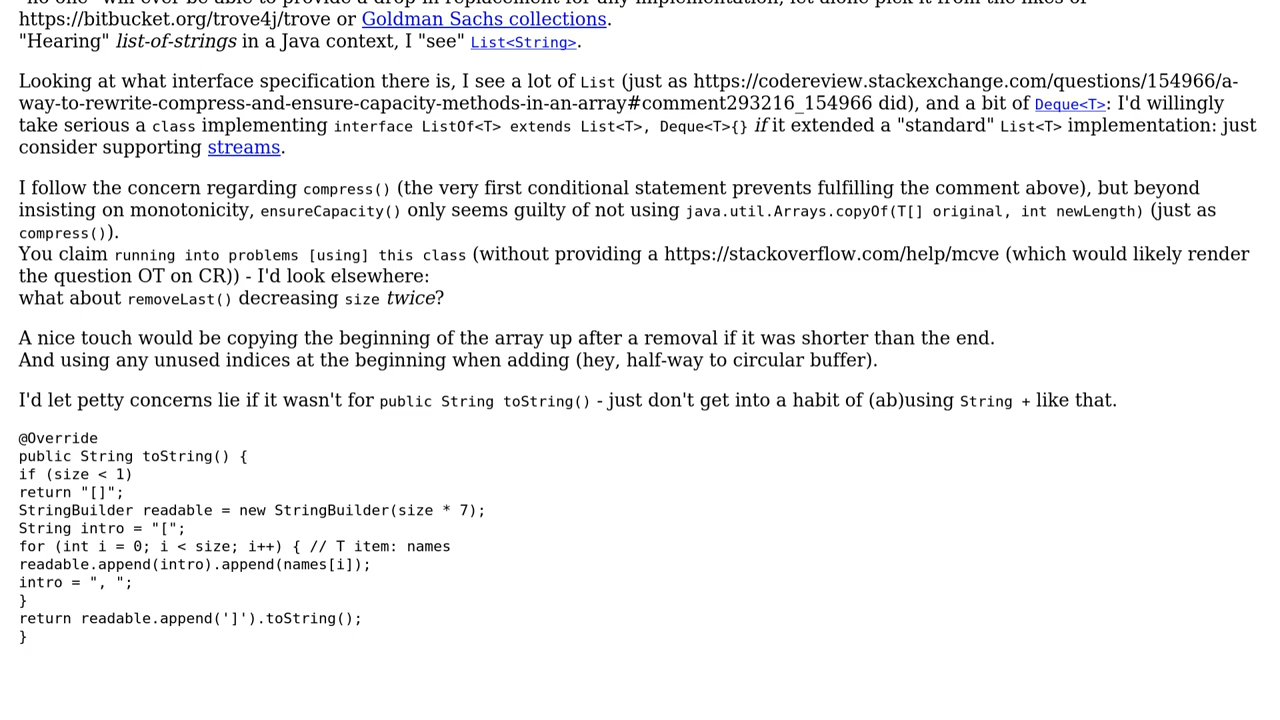 https://bitbucket.org/trove4j/trove or Goldman Sachs collections.
"Hearing" list-of-strings in a Java context, I "see" List<String>.
Looking at what interface specification there is, I see a lot of List (just as https://codereview.stackexchange.com/questions/154966/a-
way-to-rewrite-compress-and-ensure-capacity-methods-in-an-array#comment293216_154966 did), and a bit of Deque<T>: I'd willingly
take serious a class implementing interface ListOf<T> extends List<T>, Deque<T>{} if it extended a "standard" List<T> implementation: just
consider supporting streams.
I follow the concern regarding compress() (the very first conditional statement prevents fulfilling the comment above), but beyond
insisting on monotonicity, ensureCapacity() only seems guilty of not using java.util.Arrays.copyOf(T[] original, int newLength) (just as
compress()).
You claim running into problems [using] this class (without providing a https://stackoverflow.com/help/mcve (which would likely render
the question OT on CR)) - I'd look elsewhere:
what about removeLast() decreasing size twice?
A nice touch would be copying the beginning of the array up after a removal if it was shorter than the end.
And using any unused indices at the beginning when adding (hey, half-way to circular buffer).
I'd let petty concerns lie if it wasn't for public String toString() - just don't get into a habit of (ab)using String + like that.
@Override
public String toString() {
if (size < 1)
return "[]";
StringBuilder readable = new StringBuilder(size * 7);
String intro = "[";
for (int i = 0; i < size; i++) { // T item: names
readable.append(intro).append(names[i]);
intro = ", ";
}
return readable.append(']').toString();
}